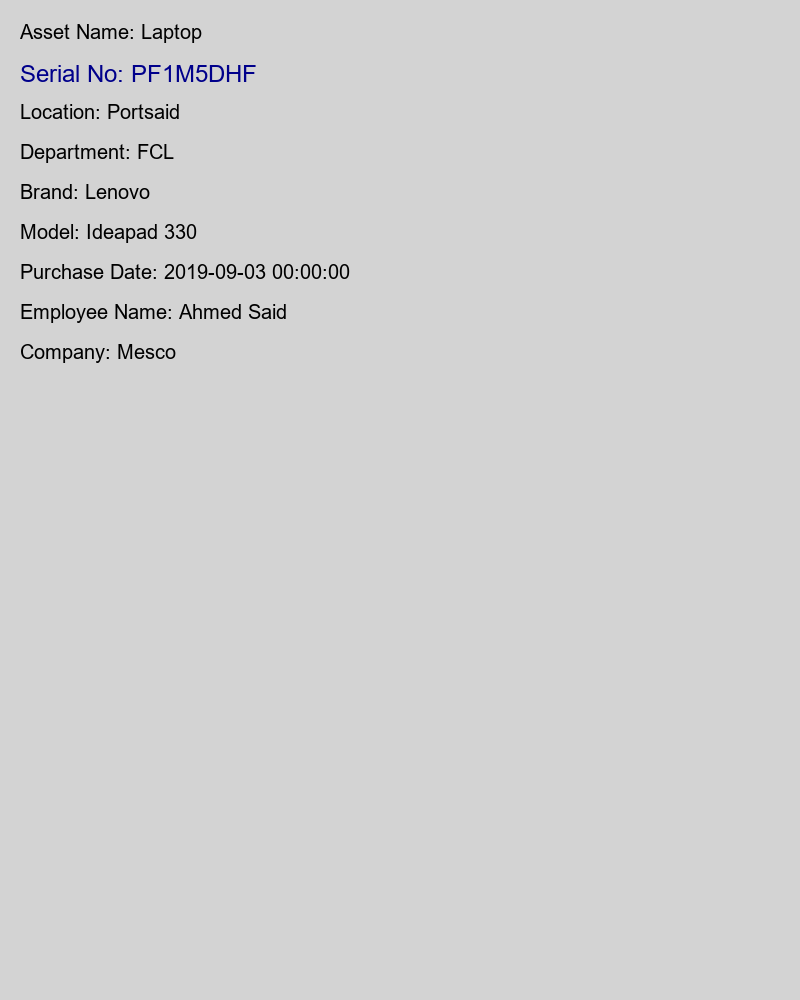 Asset Name: Laptop
Serial No: PF1M5DHF
Location: Portsaid
Department: FCL
Brand: Lenovo
Model: Ideapad 330
Purchase Date: 2019-09-03 00:00:00
Employee Name: Ahmed Said
Company: Mesco